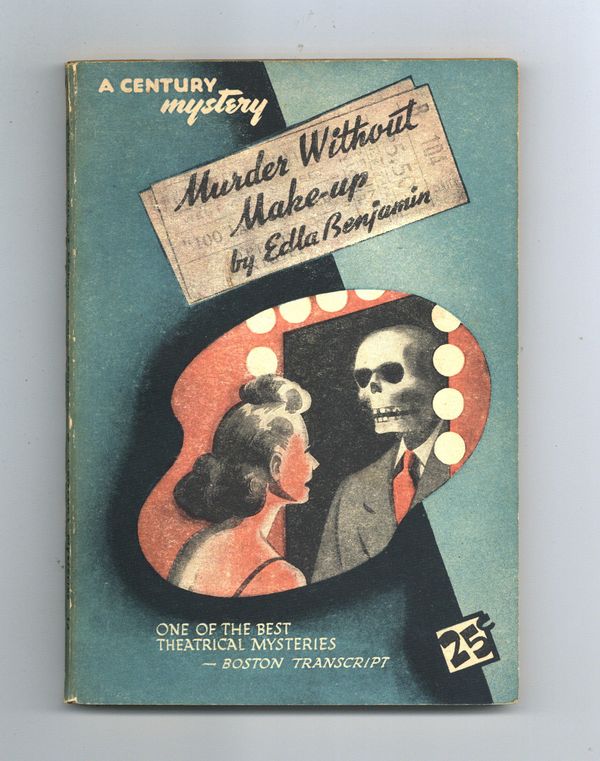 A CENTURY
mystery
Murder Without
Make-up
by Edla Benjamin
ONE OF THE BEST
THEATRICAL MYSTERIES
— BOSTON TRANSCRIPT
25¢